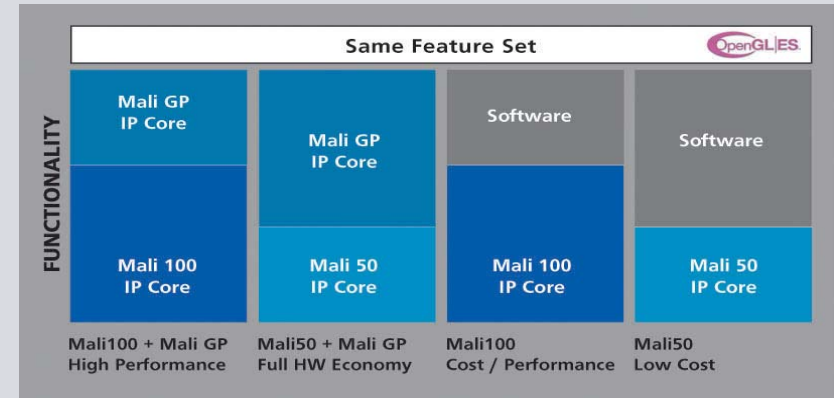 Same Feature Set
OpenGL|ES.
FUNCTIONALITY
Mali GP
IP Core
Mali 100
IP Core
Mali GP
IP Core
Mali 50
IP Core
Software
Mali 100
IP Core
Software
Mali 50
IP Core
Mali100 + Mali GP
High Performance
Mali50 + Mali GP
Full HW Economy
Mali100
Cost / Performance
Mali50
Low Cost